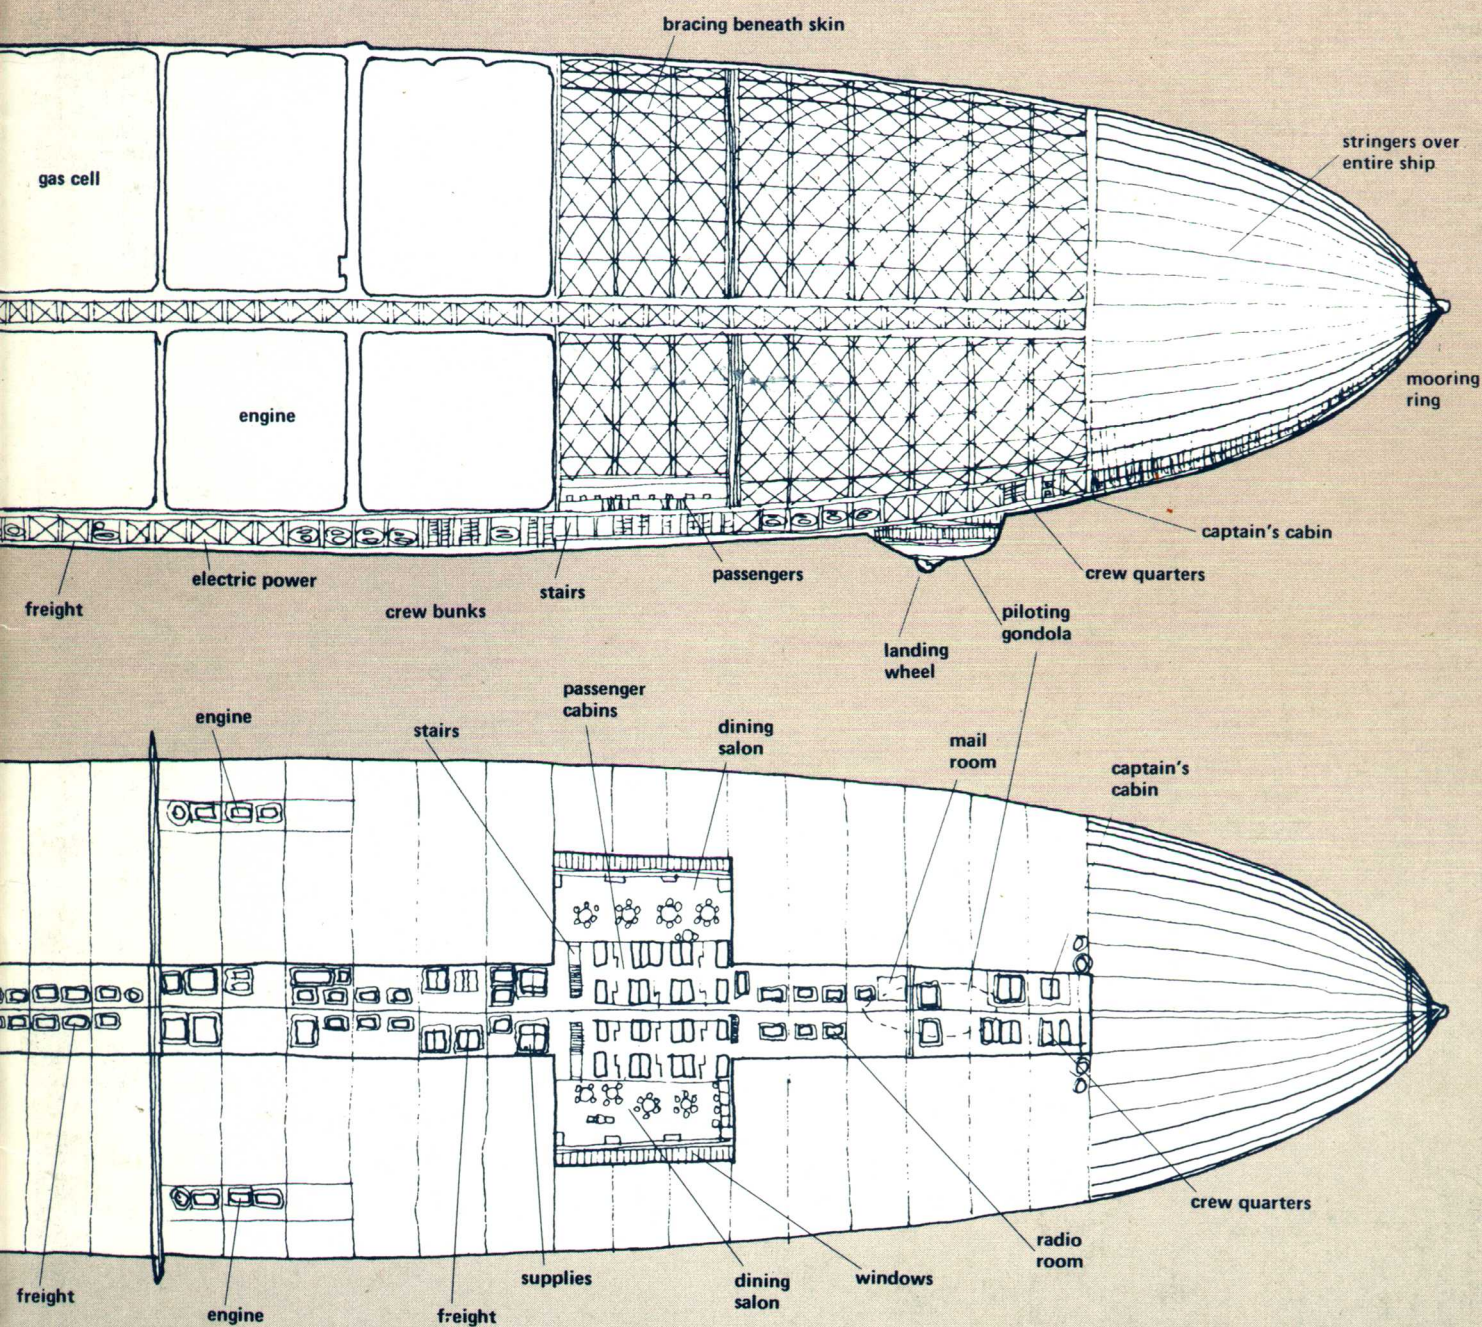 bracing beneath skin
stringers over
entire ship
gas cell
mooring
ring
engine
captain's cabin
crew quarters
passengers
electric power
stairs
freight
crew bunks
piloting
gondola
landing
wheel
passenger
cabins
engine
stairs
dining
salon
mail
room
captain's
cabin
crew quarters
radio
room
supplies
dining
salon
windows
freight
engine
freight